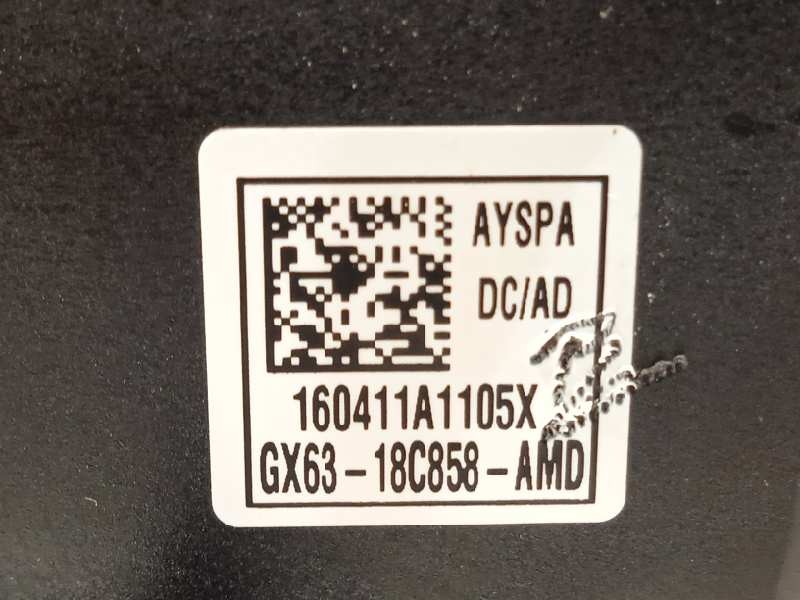 AYSPA
DC/AD
160411A1105X
GX63-18C858-AMD